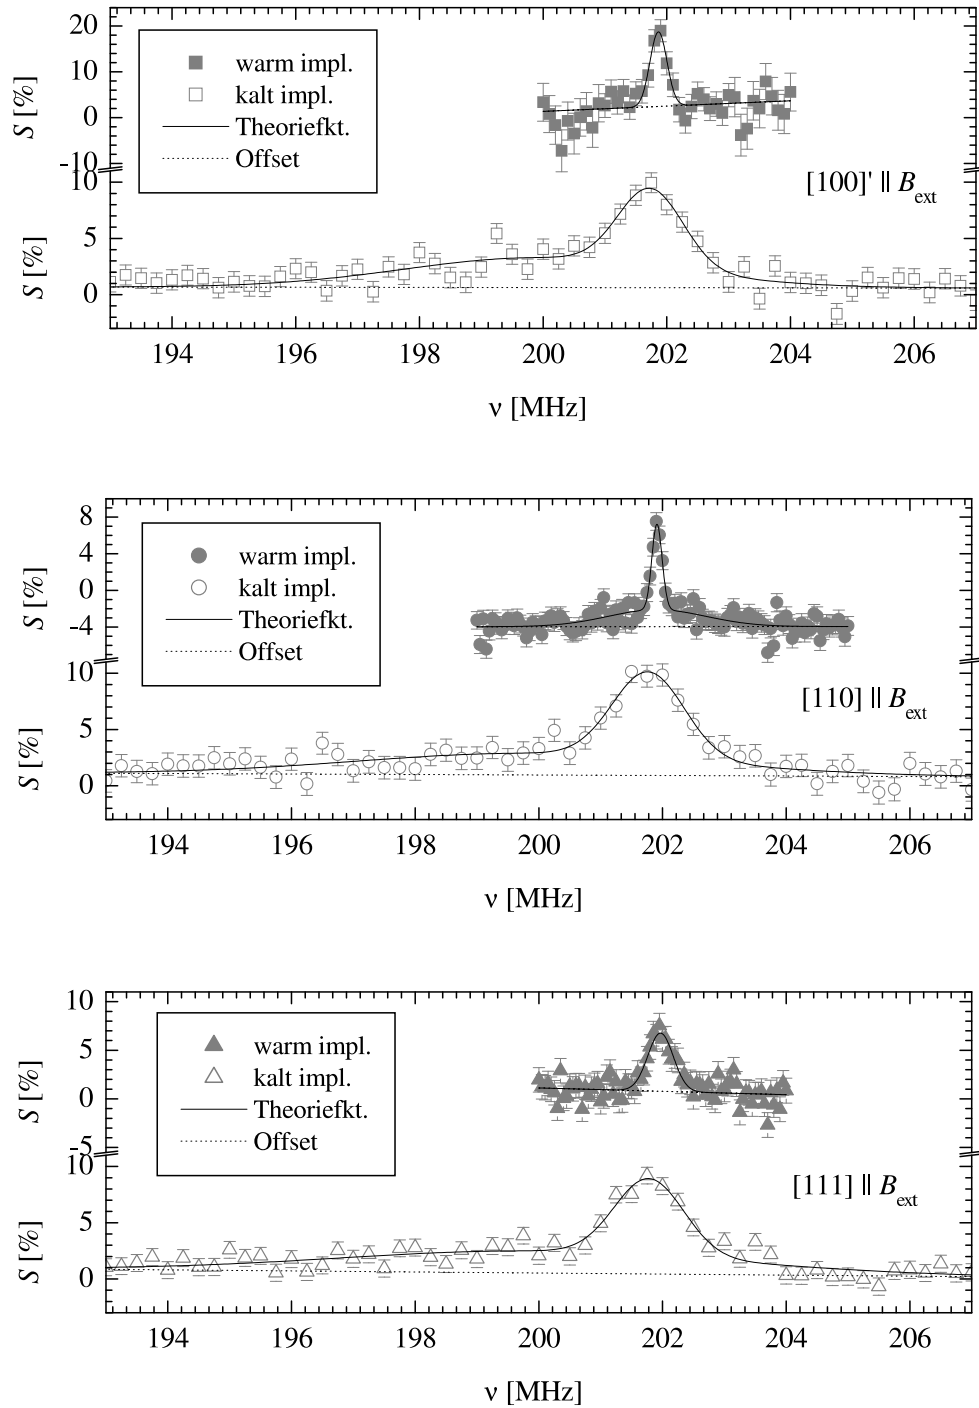 20
10
0
-10
S [%]
warm impl.
kalt impl.
Theoriefkt.
Offset
[100]' || B_ext
10
5
0
S [%]
194 196 198 200 202 204 206
ν [MHz]
8
4
0
-4
S [%]
warm impl.
kalt impl.
Theoriefkt.
Offset
[110] || B_ext
10
5
0
S [%]
194 196 198 200 202 204 206
ν [MHz]
10
5
0
-5
S [%]
warm impl.
kalt impl.
Theoriefkt.
Offset
[111] || B_ext
10
5
0
S [%]
194 196 198 200 202 204 206
ν [MHz]